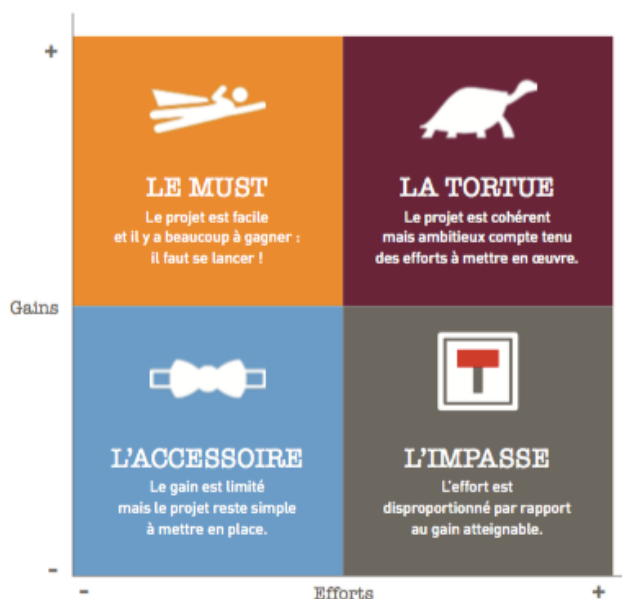 +
LE MUST
Le projet est facile
et il y a beaucoup à gagner :
il faut se lancer !
LA TORTUE
Le projet est cohérent
mais ambitieux compte tenu
des efforts à mettre en œuvre.
Gains
L'ACCESSOIRE
Le gain est limité
mais le projet reste simple
à mettre en place.
L'IMPASSE
L'effort est
disproportionné par rapport
au gain atteignable.
-
-
Efforts
+